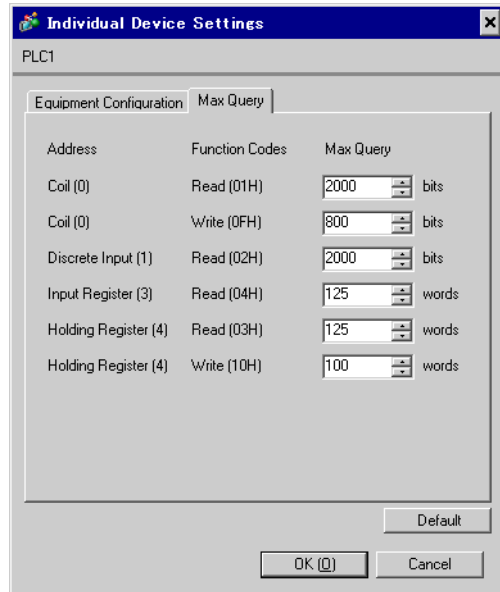 Individual Device Settings
PLC1
Equipment Configuration Max Query
Address Function Codes Max Query
Coil (0) Read (01H) 2000 bits
Coil (0) Write (0FH) 800 bits
Discrete Input (1) Read (02H) 2000 bits
Input Register (3) Read (04H) 125 words
Holding Register (4) Read (03H) 125 words
Holding Register (4) Write (10H) 100 words
Default
OK (O) Cancel